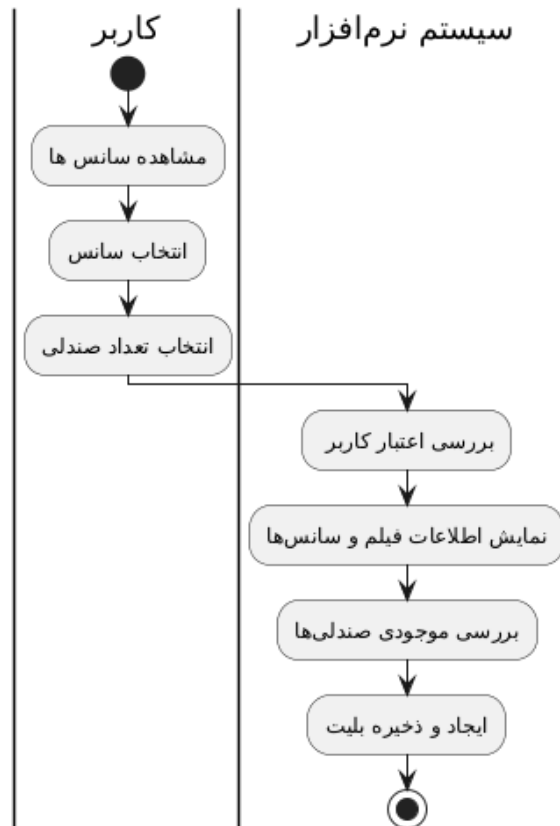 کاربر
سیستم نرم‌افزار
مشاهده سانس ها
انتخاب سانس
انتخاب تعداد صندلی
بررسی اعتبار کاربر
نمایش اطلاعات فیلم و سانس‌ها
بررسی موجودی صندلی‌ها
ایجاد و ذخیره بلیت